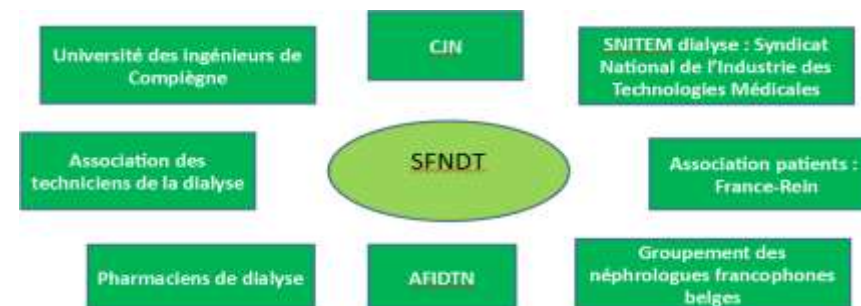 CJN
Université des ingénieurs de
Compiègne
SNITEM dialyse : Syndicat
National de l'Industrie des
Technologies Médicales
Association des
techniciens de la dialyse
SFNDT
Association patients :
France-Rein
Pharmaciens de dialyse
AFIDTN
Groupement des
néphrologues francophones
belges